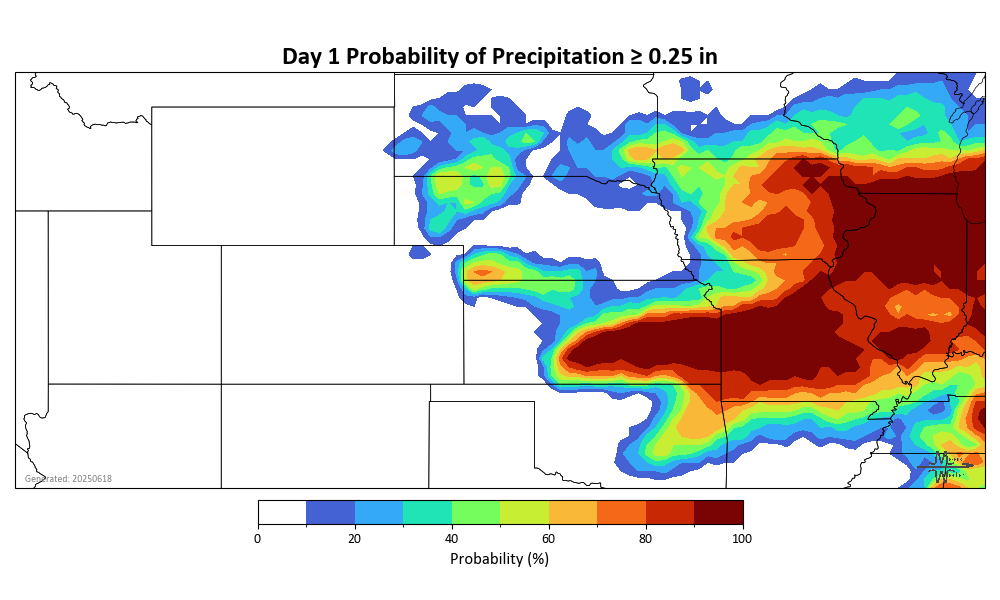 Day 1 Probability of Precipitation ≥ 0.25 in
Generated: 20250618
0 20 40 60 80 100
Probability (%)